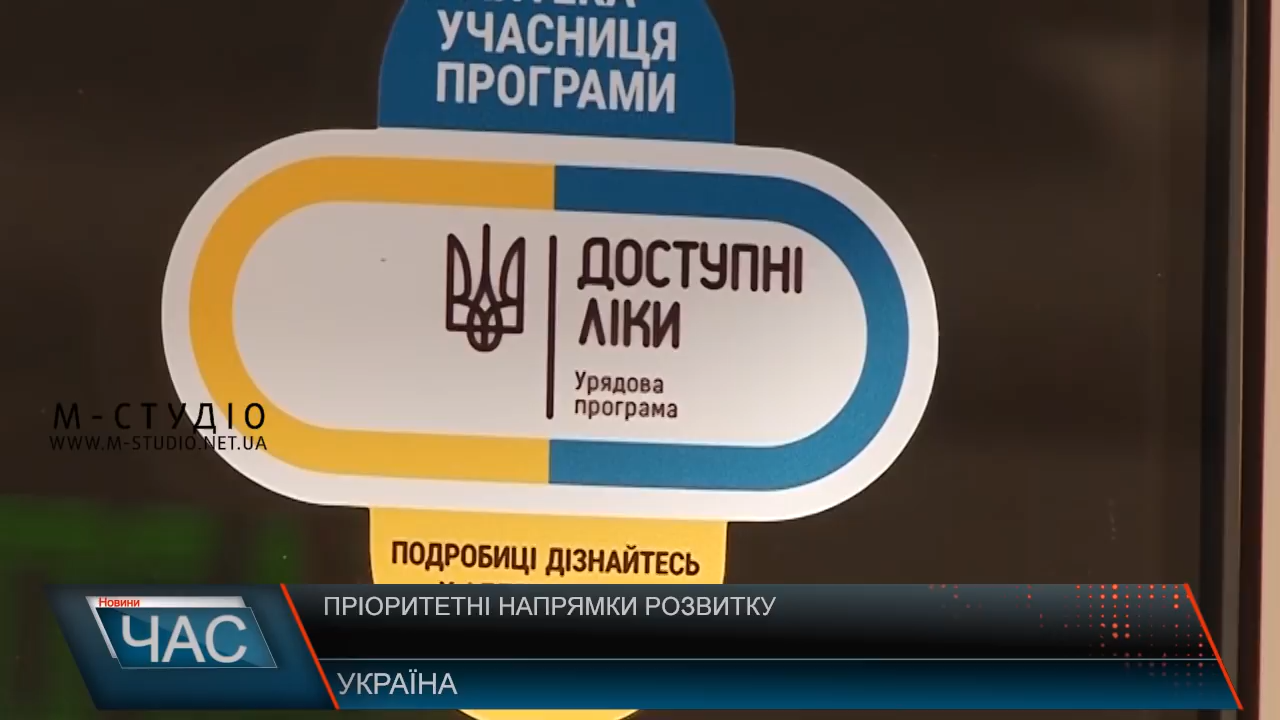 УЧАСНИЦЯ
ПРОГРАМИ
ДОСТУПНІ
ЛІКИ
Урядова
програма
М-СТУДІО
WWW.M-STUDIO.NET.UA
ПОДРОБИЦІ ДІЗНАЙТЕСЬ
Новини
ЧАС
ПРІОРИТЕТНІ НАПРЯМКИ РОЗВИТКУ
УКРАЇНА